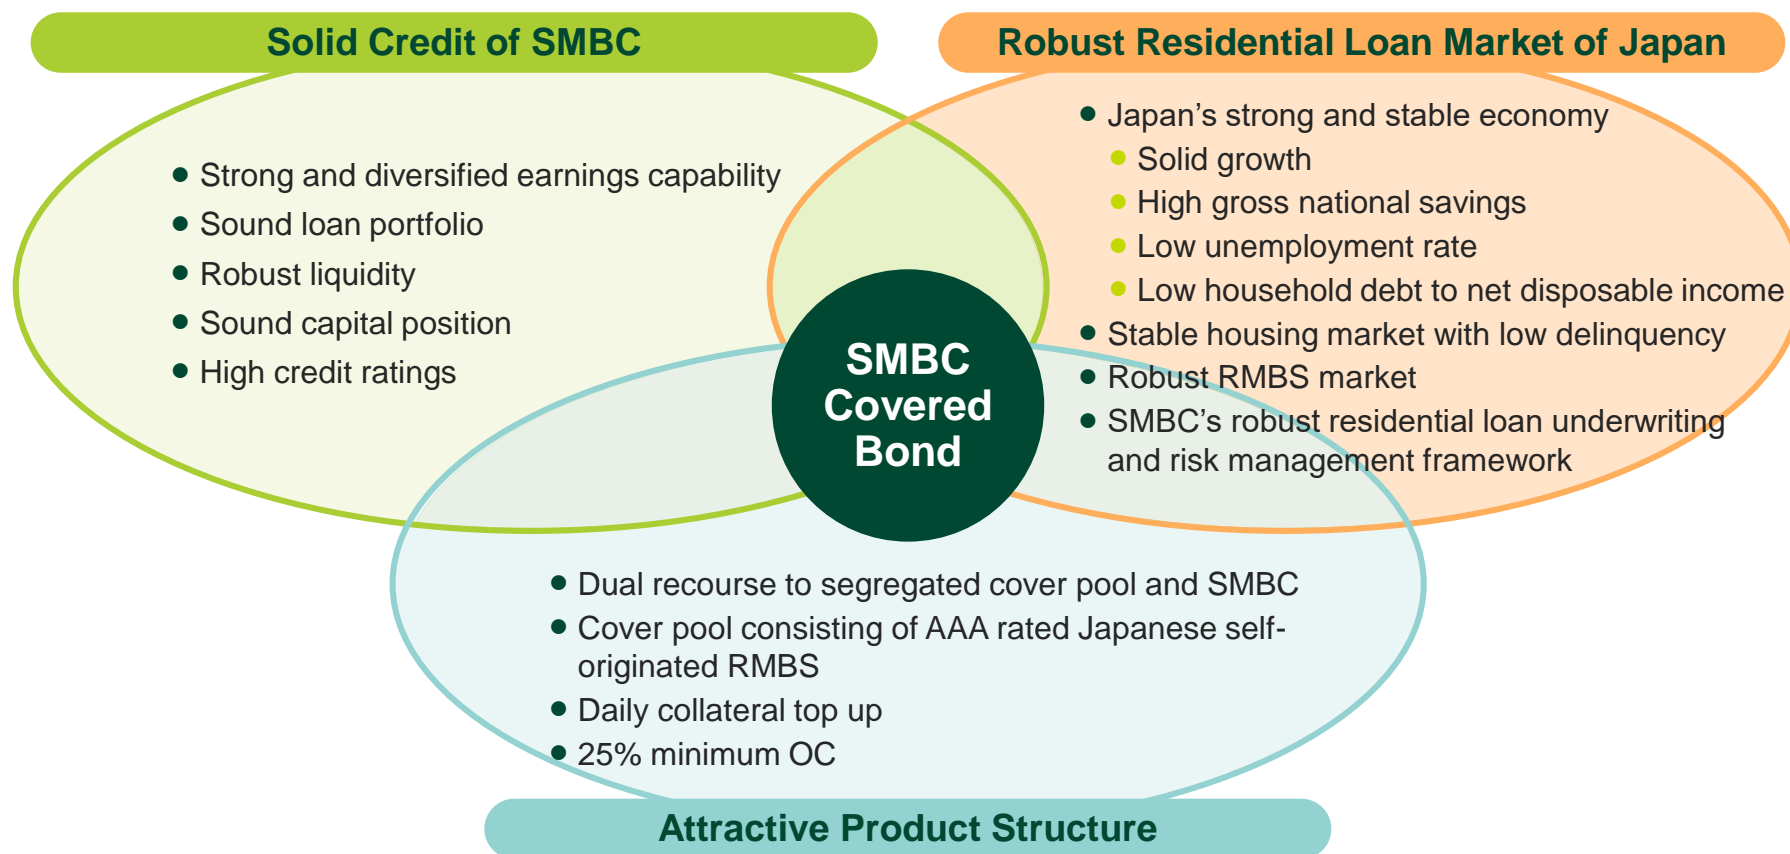 Solid Credit of SMBC
Strong and diversified earnings capability
Sound loan portfolio
Robust liquidity
Sound capital position
High credit ratings
Robust Residential Loan Market of Japan
Japan’s strong and stable economy
Solid growth
High gross national savings
Low unemployment rate
Low household debt to net disposable income
Stable housing market with low delinquency
Robust RMBS market
SMBC’s robust residential loan underwriting
and risk management framework
SMBC
Covered
Bond
Dual recourse to segregated cover pool and SMBC
Cover pool consisting of AAA rated Japanese self-
originated RMBS
Daily collateral top up
25% minimum OC
Attractive Product Structure